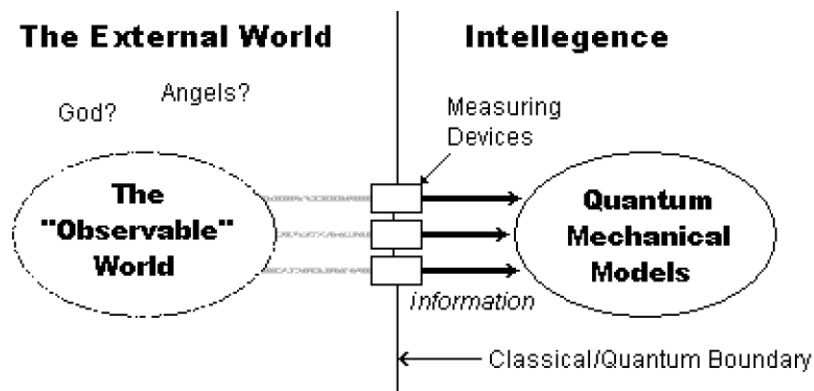 The External World
Intellegence
God?
Angels?
Measuring
Devices
The
"Observable"
World
Quantum
Mechanical
Models
information
Classical/Quantum Boundary